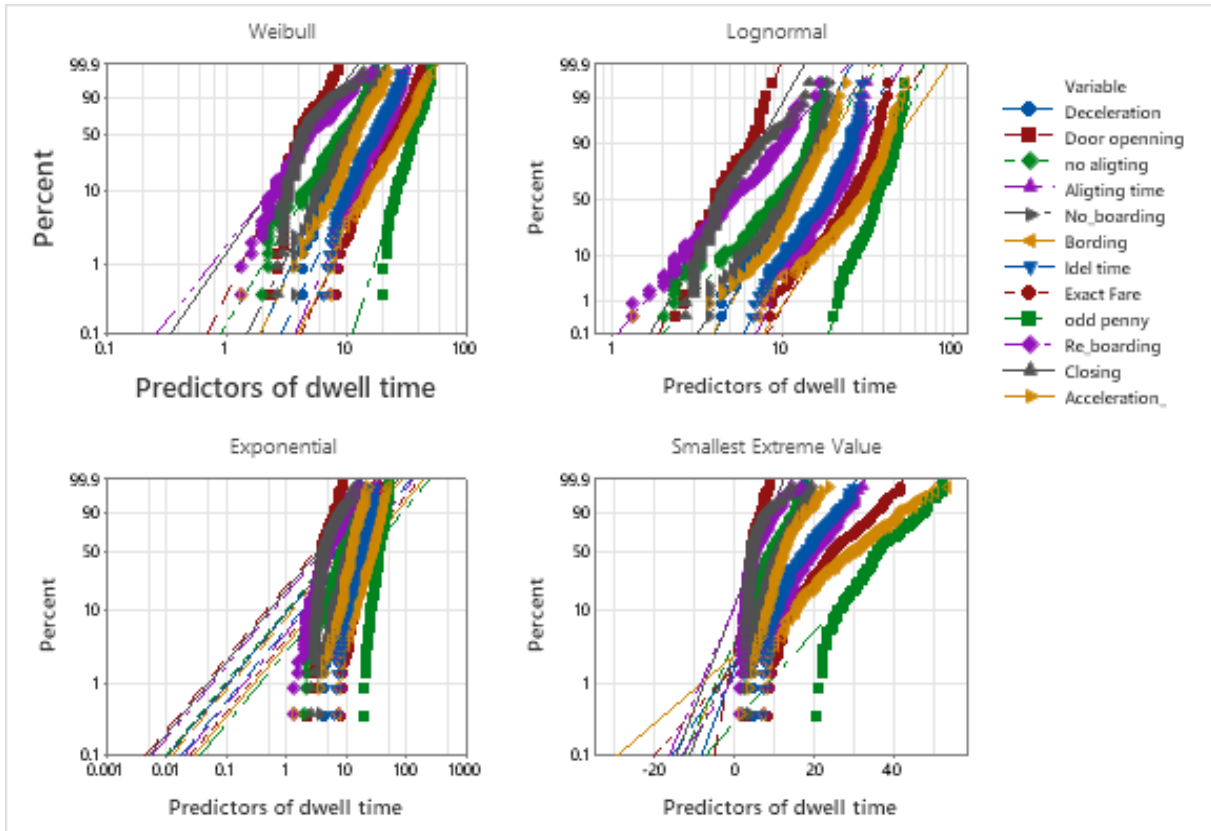 Weibull
Lognormal
99.9
90
50
10
1
0.1
Percent
0.1
1
10
100
Predictors of dwell time
99.9
99
90
50
10
1
0.1
Percent
1
10
100
Predictors of dwell time
Variable
Deceleration
Door openning
no aligting
Aligting time
No_boarding
Bording
Idel time
Exact Fare
odd penny
Re_boarding
Closing
Acceleration_
Exponential
Smallest Extreme Value
99.9
90
50
10
1
0.1
Percent
0.001
0.01
0.1
1
10
100
1000
Predictors of dwell time
99.9
90
50
10
1
0.1
Percent
-20
0
20
40
Predictors of dwell time